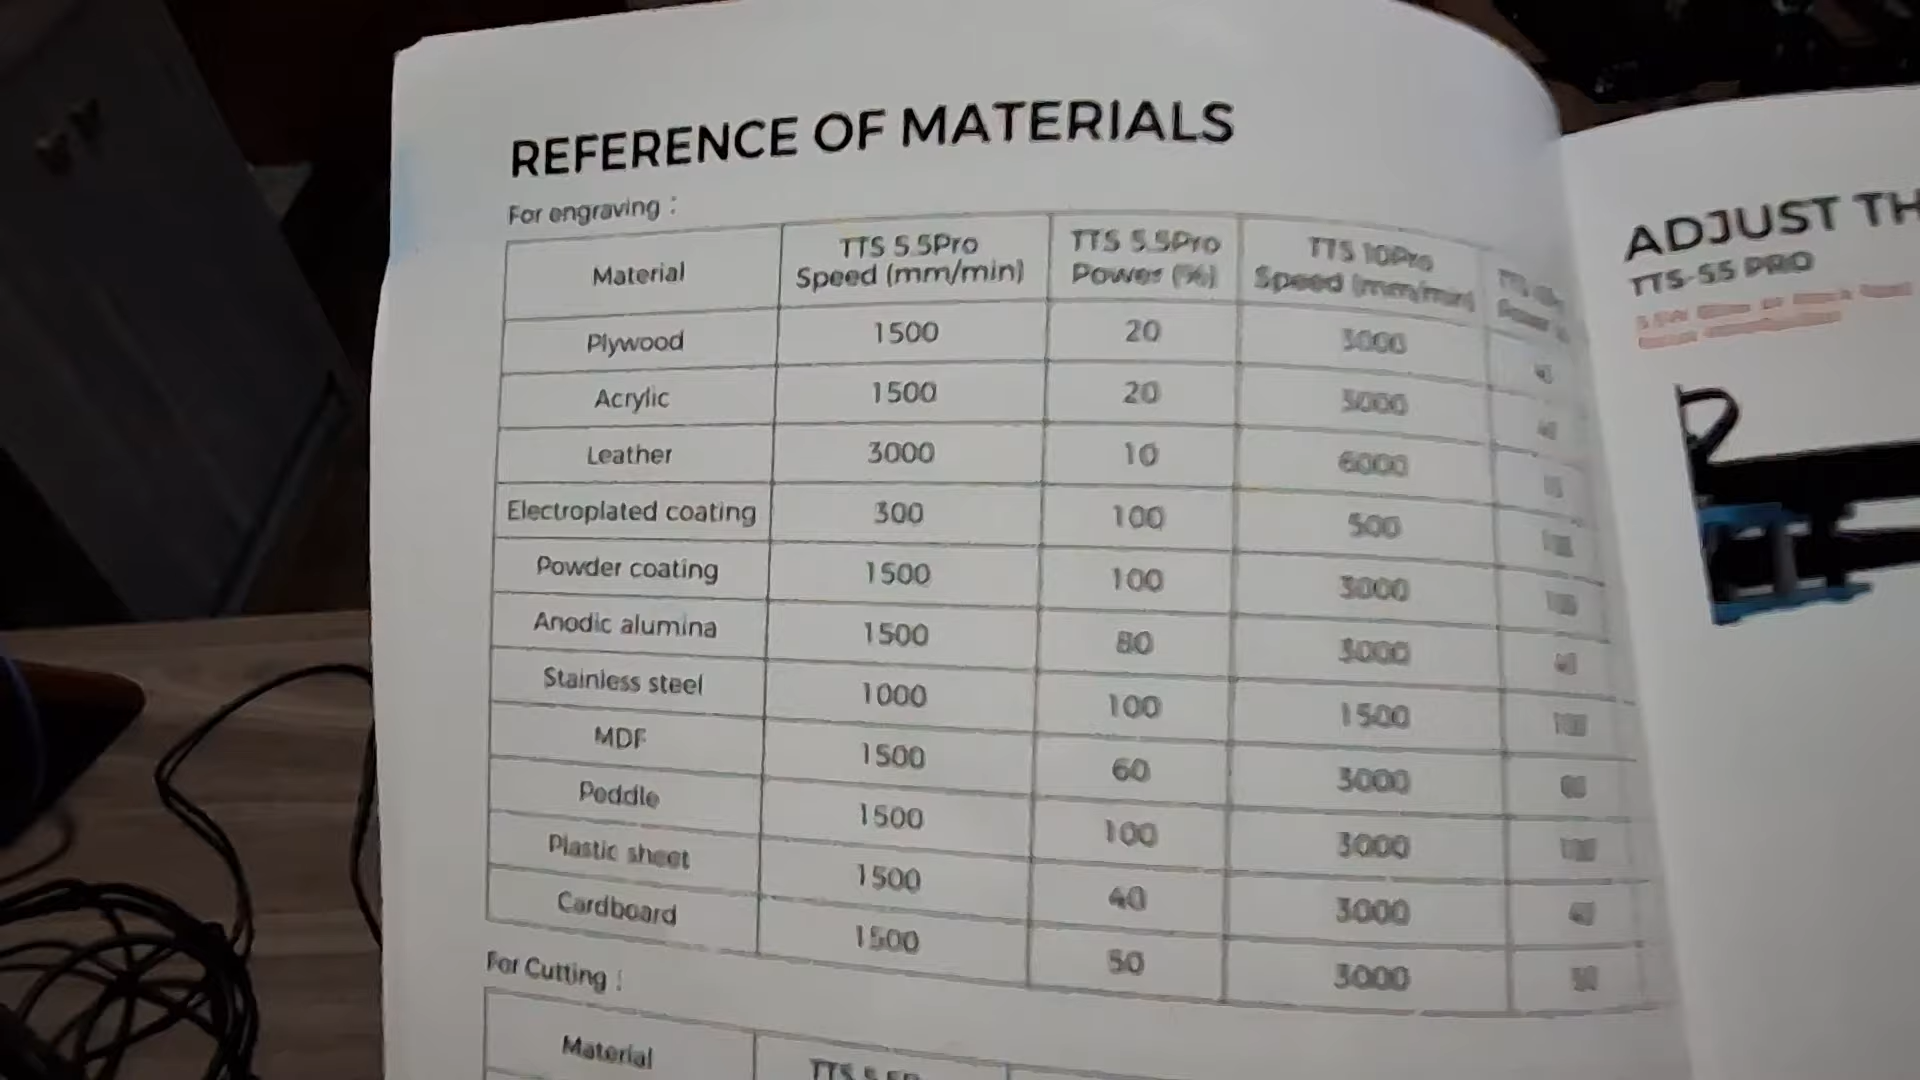 REFERENCE OF MATERIALS
For engraving :
Material TTS 5.5Pro Speed (mm/min) TTS 5.5Pro Power (%) TTS 10Pro Speed (mm/min)
Plywood 1500 20 3000
Acrylic 1500 20 3000
Leather 3000 10 6000
Electroplated coating 300 100 500
Powder coating 1500 100 3000
Anodic alumina 1500 80 3000
Stainless steel 1000 100 1500
MDF 1500 60 3000
Peddle 1500 100 3000
Plastic sheet 1500 40 3000
Cardboard 1500 50 3000
For Cutting :
Material
ADJUST TH
TTS-55 PRO